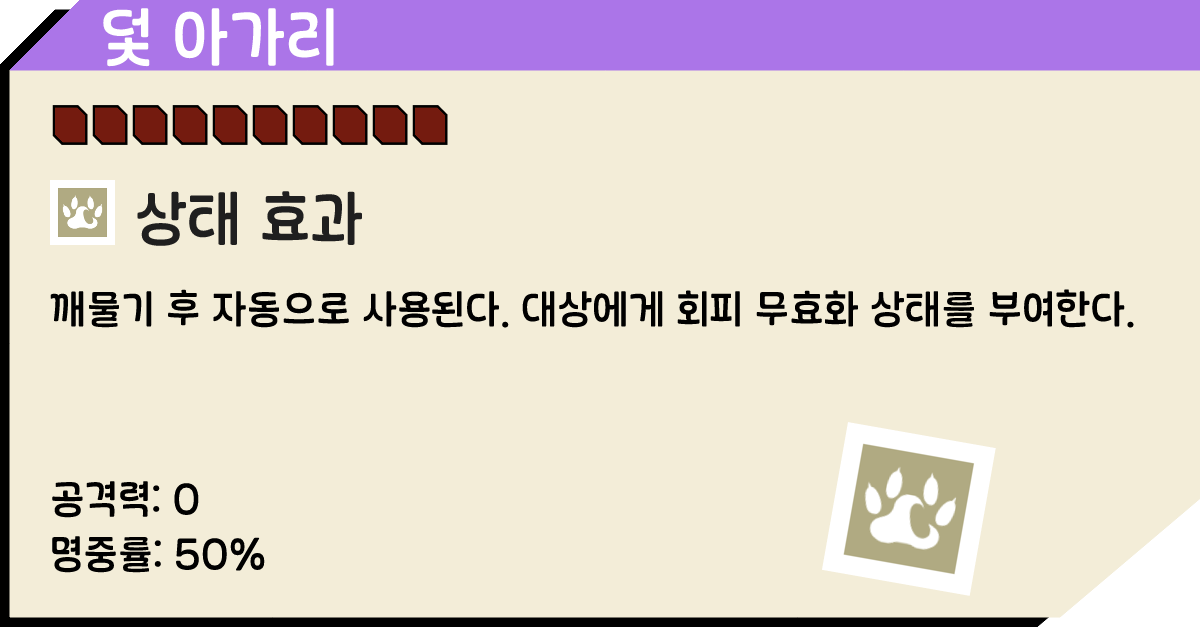 덫 아가리
상태 효과
깨물기 후 자동으로 사용된다. 대상에게 회피 무효화 상태를 부여한다.
공격력: 0
명중률: 50%